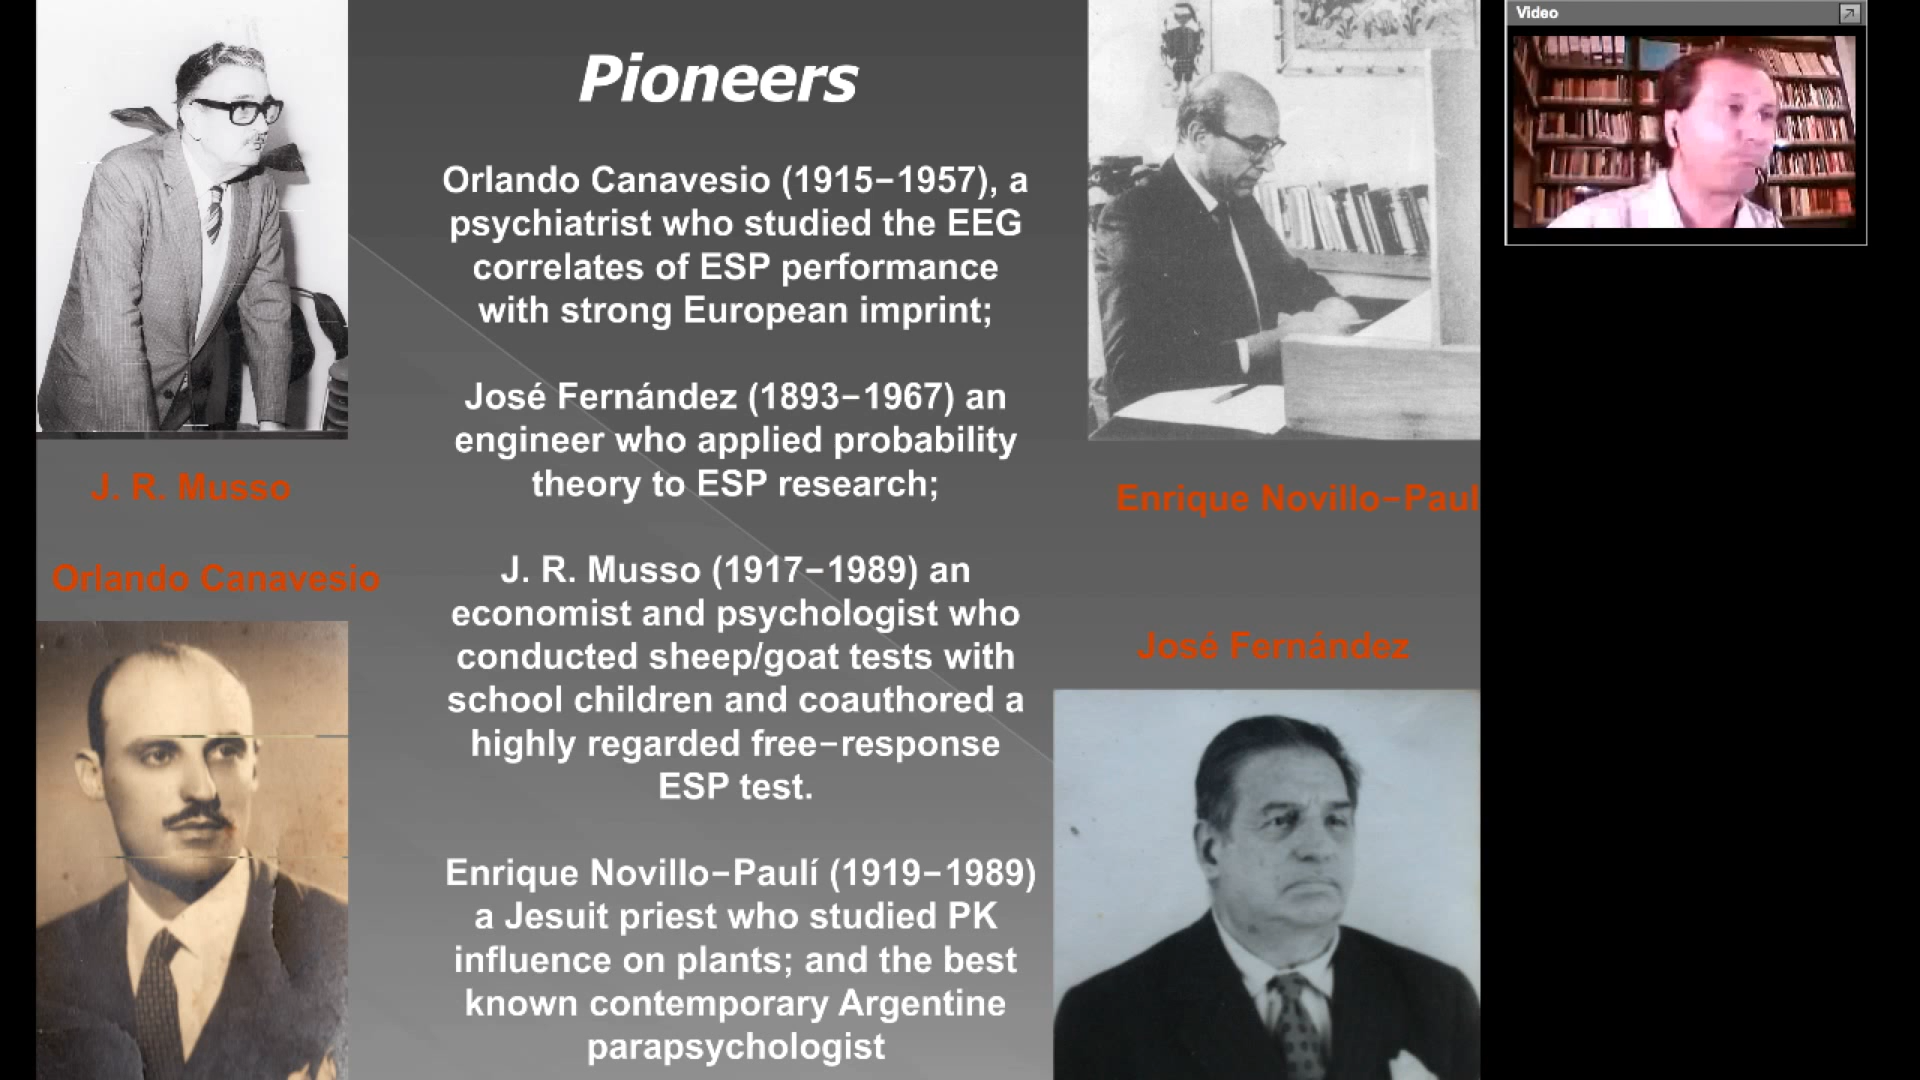 Pioneers
Orlando Canavesio (1915–1957), a
psychiatrist who studied the EEG
correlates of ESP performance
with strong European imprint;
José Fernández (1893–1967) an
engineer who applied probability
theory to ESP research;
J. R. Musso (1917–1989) an
economist and psychologist who
conducted sheep/goat tests with
school children and coauthored a
highly regarded free–response
ESP test.
Enrique Novillo–Paulí (1919–1989)
a Jesuit priest who studied PK
influence on plants; and the best
known contemporary Argentine
parapsychologist
J. R. Musso
Orlando Canavesio
Enrique Novillo–Paul
José Fernández
Video